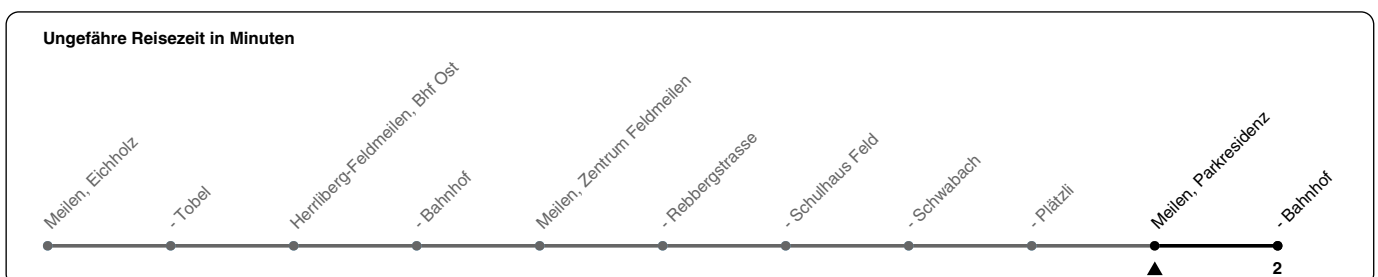 Ungefähre Reisezeit in Minuten
Meilen, Eichholz
- Tobel
Herrliberg-Feldmeilen, Bhf Ost
- Bahnhof
Meilen, Zentrum Feldmeilen
- Rebbergstrasse
- Schulhaus Feld
- Schwabach
- Plätzli
Meilen, Parkresidenz
- Bahnhof
2